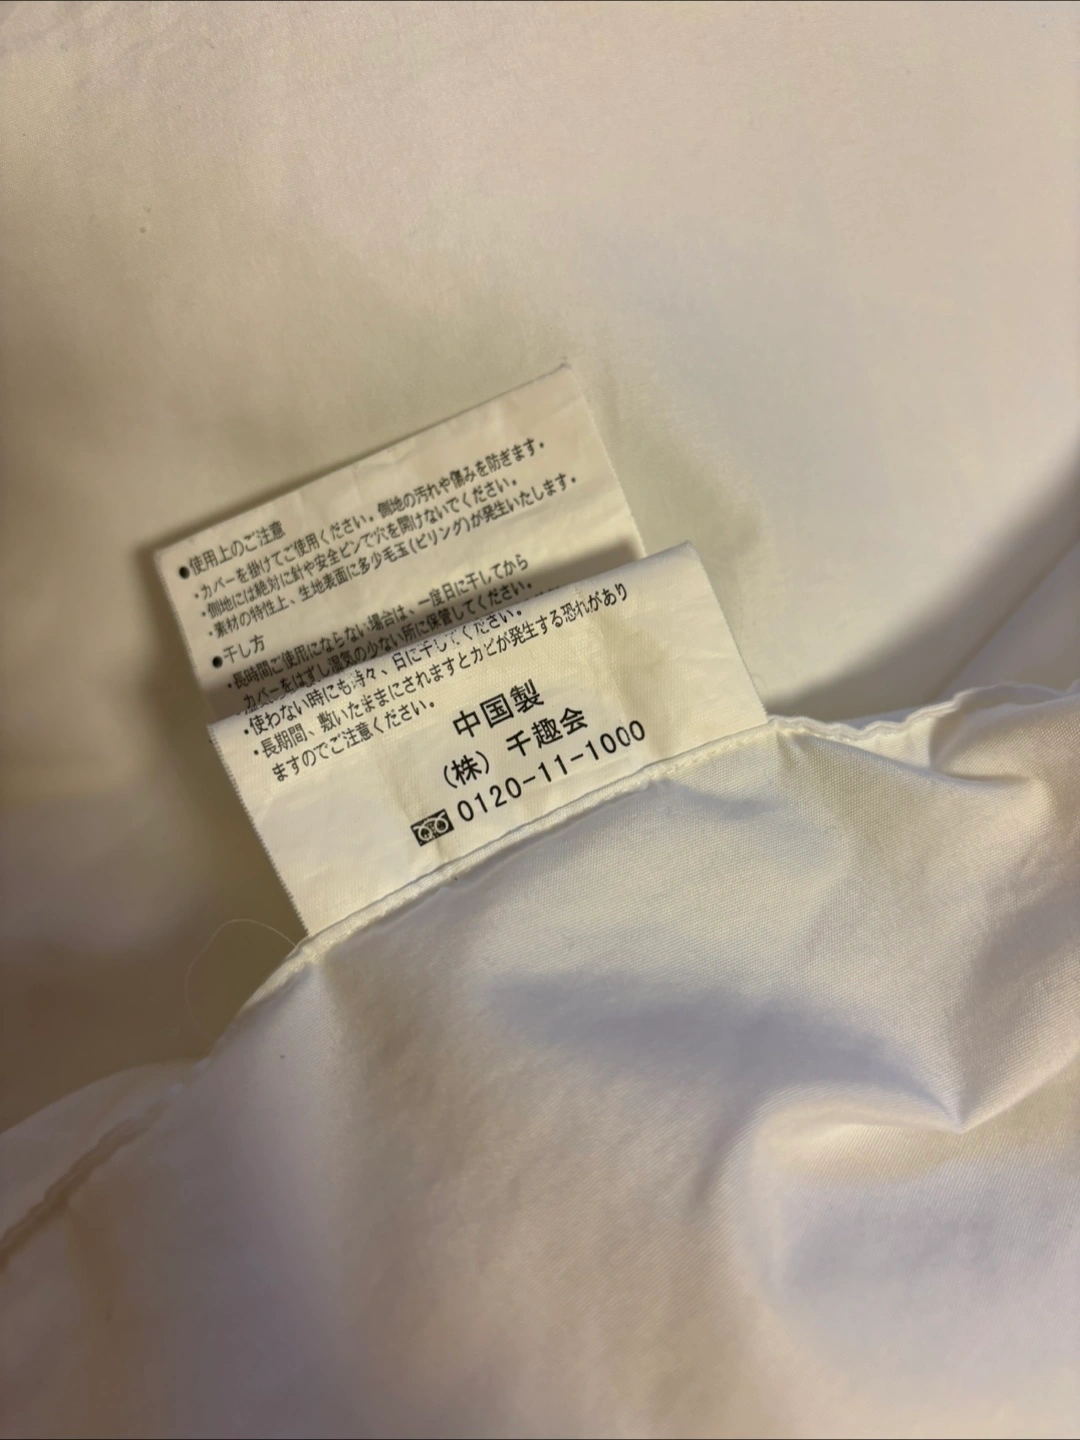 ●使用上のご注意
・カバーを掛けてご使用ください。側地の汚れや傷みを防ぎます。
・側地には絶対に針や安全ピンで穴を開けないでください。
・素材の特性上、生地表面に多少毛玉(ピリング)が発生いたします。
●干し方
・長時間ご使用にならない場合は、一度日に干してから
カバーをはずし湿気の少ない所に保管してください。
・使わない時にも時々、日に干してください。
・長期間、敷いたままにされますとカビが発生する恐れがあり
ますのでご注意ください。
中国製
(株) 千趣会
0120-11-1000